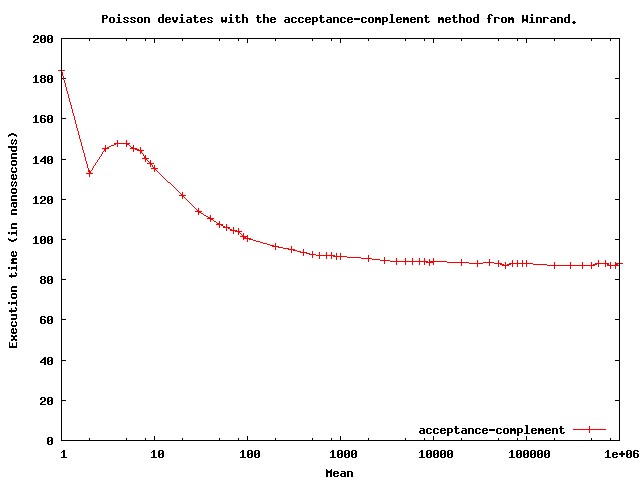 Poisson deviates with the acceptance-complement method from Winrand.
200
180
160
140
120
100
80
60
40
20
0
Execution time (in nanoseconds)
acceptance-complement
1 10 100 1000 10000 100000 1e+06
Mean